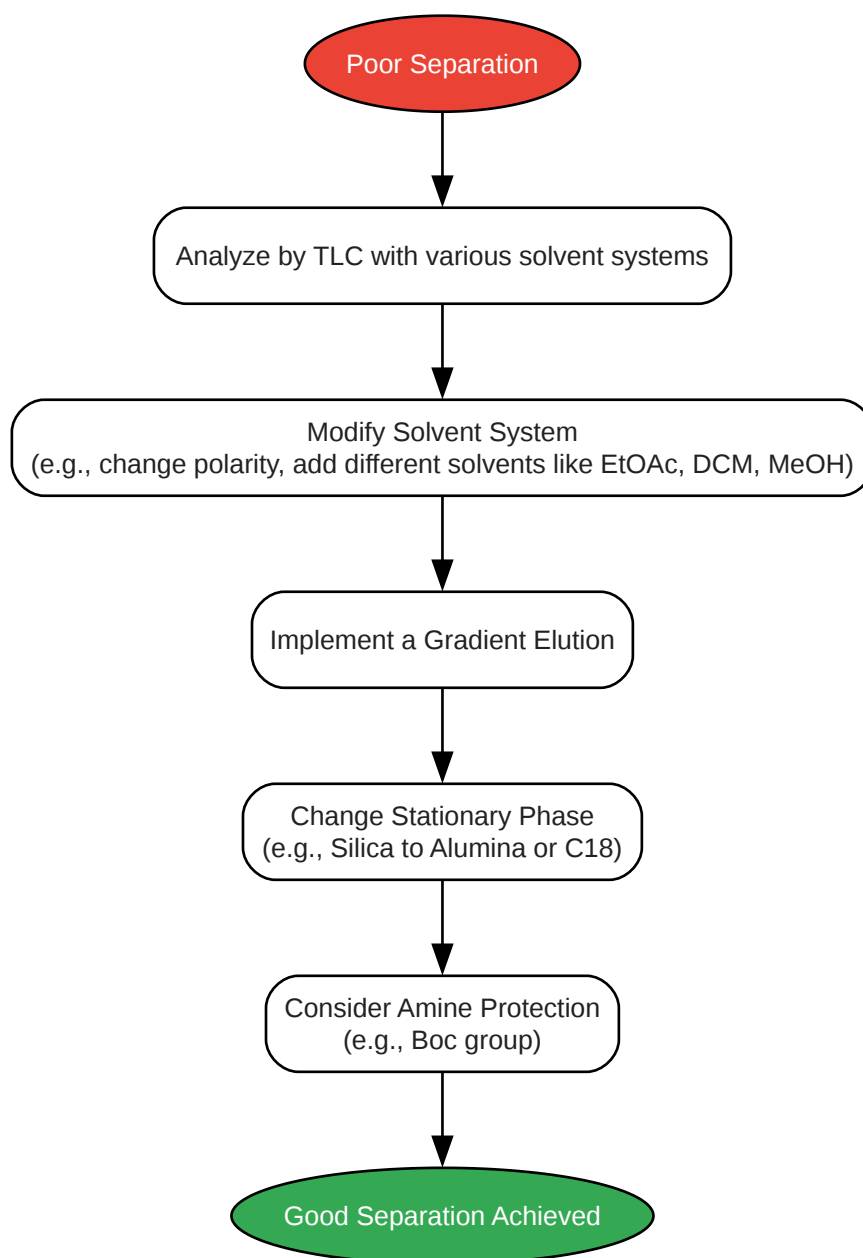 Poor Separation
Analyze by TLC with various solvent systems
Modify Solvent System
(e.g., change polarity, add different solvents like EtOAc, DCM, MeOH)
Implement a Gradient Elution
Change Stationary Phase
(e.g., Silica to Alumina or C18)
Consider Amine Protection
(e.g., Boc group)
Good Separation Achieved